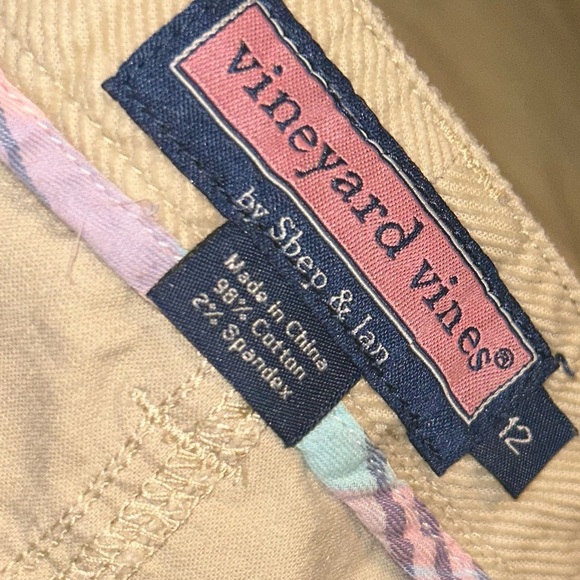 vineyard vines®
by Shep & Ian
Made in China
98% Cotton
2% Spandex
12